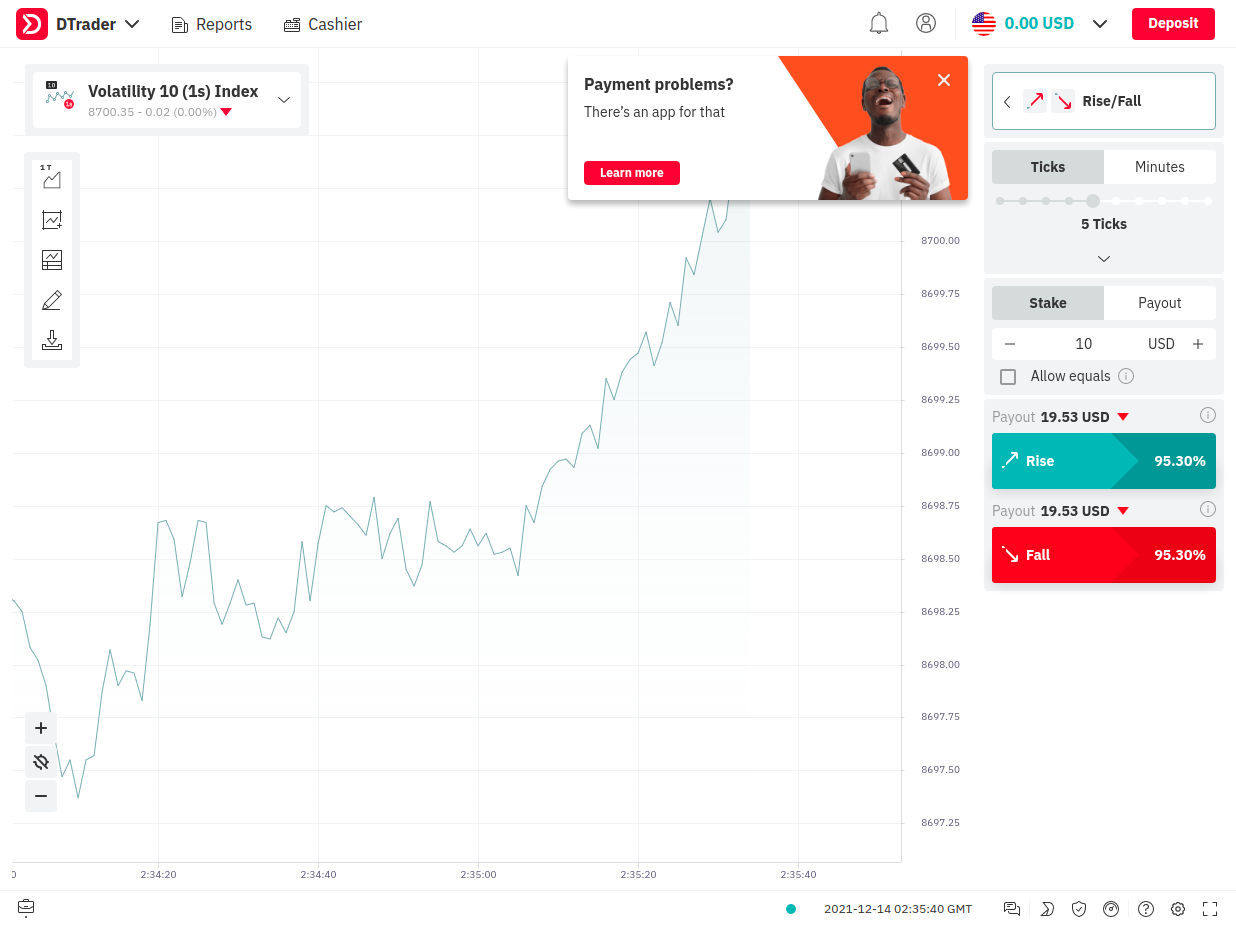 DTrader
Reports
Cashier
0.00 USD
Deposit
10
1s
Volatility 10 (1s) Index
8700.35 - 0.02 (0.00%)
Payment problems?
There's an app for that
Learn more
Rise/Fall
1 T
Ticks
Minutes
5 Ticks
Stake
Payout
10
USD
Allow equals
Payout 19.53 USD
Rise
95.30%
Payout 19.53 USD
Fall
95.30%
8700.00
8699.75
8699.50
8699.25
8699.00
8698.75
8698.50
8698.25
8698.00
8697.75
8697.50
8697.25
0
2:34:20
2:34:40
2:35:00
2:35:20
2:35:40
2021-12-14 02:35:40 GMT